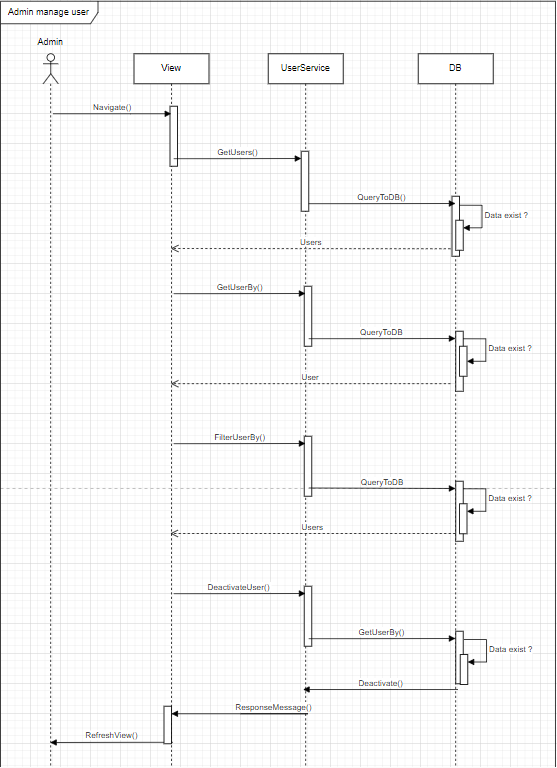 Admin manage user
Admin
View
UserService
DB
Navigate()
GetUsers()
QueryToDB()
Data exist ?
Users
GetUserBy()
QueryToDB
Data exist ?
User
FilterUserBy()
QueryToDB
Data exist ?
Users
DeactivateUser()
GetUserBy()
Data exist ?
Deactivate()
ResponseMessage()
RefreshView()